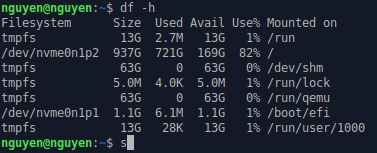 nguyen@nguyen:~$ df -h
Filesystem      Size  Used Avail Use% Mounted on
tmpfs            13G  2.7M   13G   1% /run
/dev/nvme0n1p2  937G  721G  169G  82% /
tmpfs            63G     0   63G   0% /dev/shm
tmpfs           5.0M  4.0K  5.0M   1% /run/lock
tmpfs            63G     0   63G   0% /run/qemu
/dev/nvme0n1p1  1.1G  6.1M  1.1G   1% /boot/efi
tmpfs            13G   28K   13G   1% /run/user/1000
nguyen@nguyen:~$ s